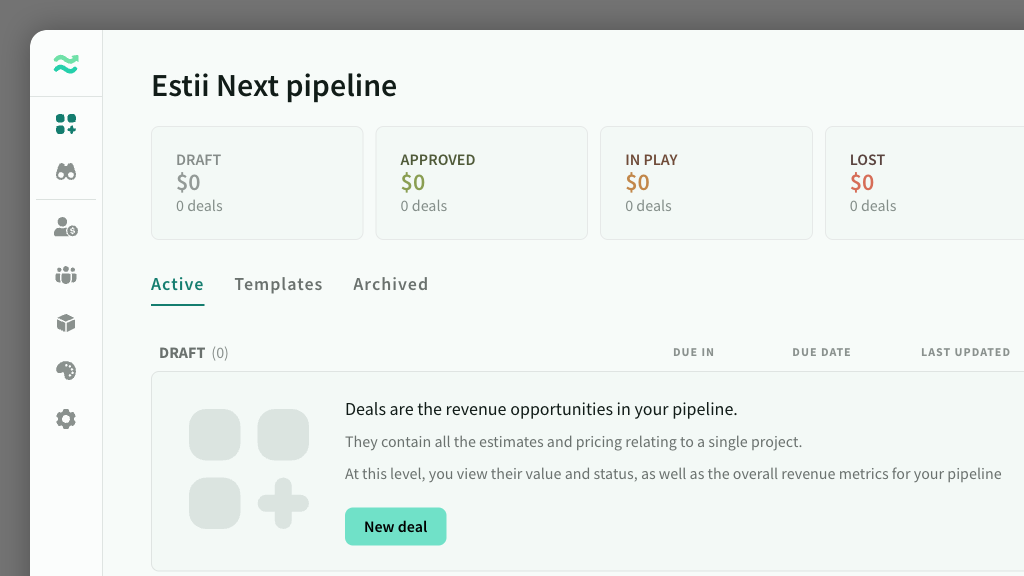 Estii Next pipeline
DRAFT
$0
0 deals
APPROVED
$0
0 deals
IN PLAY
$0
0 deals
LOST
$0
0 deals
Active
Templates
Archived
DRAFT (0)
DUE IN
DUE DATE
LAST UPDATED
Deals are the revenue opportunities in your pipeline.
They contain all the estimates and pricing relating to a single project.
At this level, you view their value and status, as well as the overall revenue metrics for your pipeline
New deal